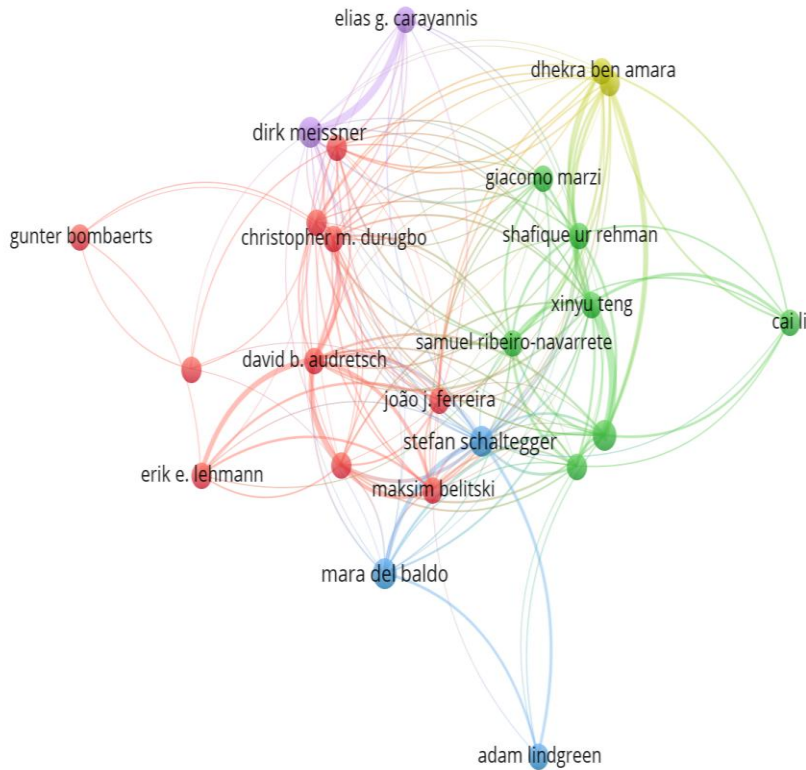 elias g. carayannis
dhekra ben amara
dirk meissner
giacomo marzi
gunter bombaerts
christopher m. durugbo
shafique ur rehman
xinyu teng
cai li
samuel ribeiro-navarrete
david b. audretsch
joão j. ferreira
stefan schaltegger
erik e. lehmann
maksim belitski
mara del baldo
adam lindgreen